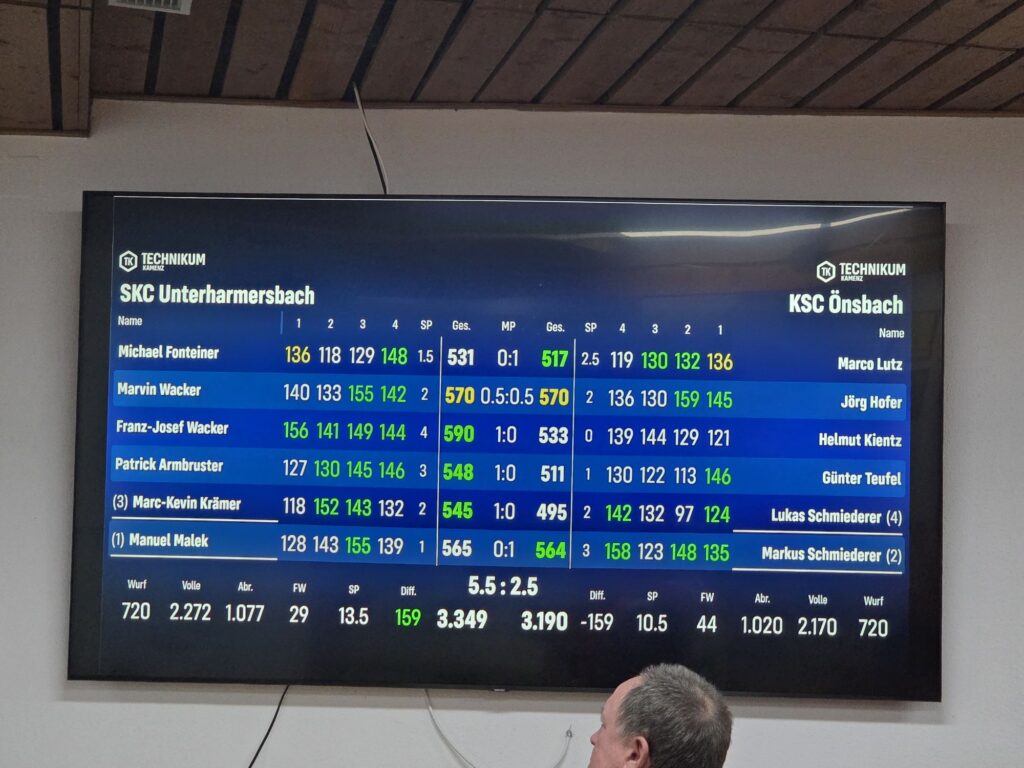 TK TECHNIKUM KAMENZ
TK TECHNIKUM KAMENZ
SKC Unterharmersbach KSC Önsbach
Name 1 2 3 4 SP Ges. MP Ges. SP 4 3 2 1 Name
Michael Fonteiner 136 118 129 148 1.5 531 0:1 517 2.5 119 130 132 136 Marco Lutz
Marvin Wacker 140 133 155 142 2 570 0.5:0.5 570 2 136 130 159 145 Jörg Hofer
Franz-Josef Wacker 156 141 149 144 4 590 1:0 533 0 139 144 129 121 Helmut Kientz
Patrick Armbruster 127 130 145 146 3 548 1:0 511 1 130 122 113 146 Günter Teufel
(3) Marc-Kevin Krämer 118 152 143 132 2 545 1:0 495 2 142 132 97 124 Lukas Schmiederer (4)
(1) Manuel Malek 128 143 155 139 1 565 0:1 564 3 158 123 148 135 Markus Schmiederer (2)
Wurf Volle Abr. FW SP Diff. 5.5 : 2.5 Diff. SP FW Abr. Volle Wurf
720 2.272 1.077 29 13.5 159 3.349 3.190 -159 10.5 44 1.020 2.170 720